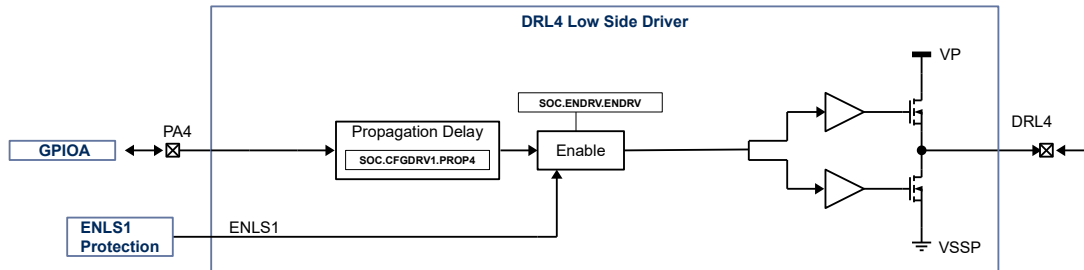 DRL4 Low Side Driver
VP
SOC.ENDRV.ENDRV
PA4
DRL4
Propagation Delay
GPIOA
SOC.CFGDRV1.PROP4
Enable
ENLS1
Protection
ENLS1
VSSP